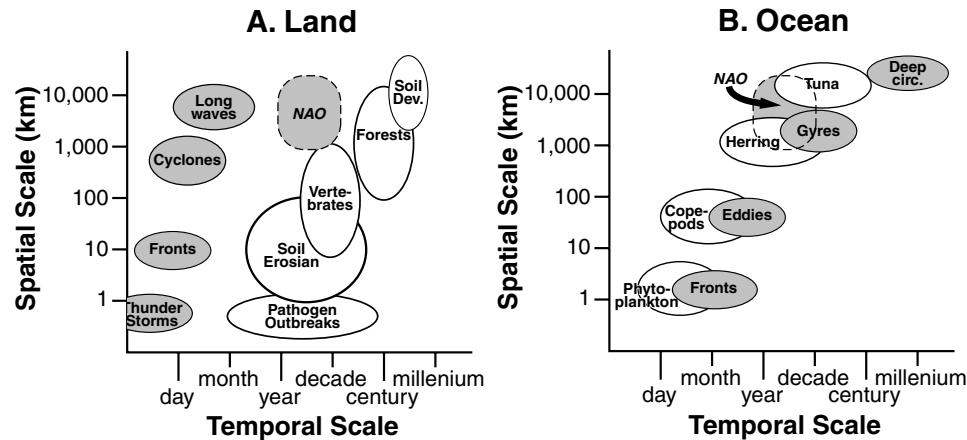 A. Land
Spatial Scale (km)
10,000
1,000
100
10
1
Long
waves
NAO
Soil
Dev.
Forests
Cyclones
Verte-
brates
Fronts
Soil
Erosian
Thunder
Storms
Pathogen
Outbreaks
month
decade
millenium
day
year
century
Temporal Scale
B. Ocean
Spatial Scale (km)
10,000
1,000
100
10
1
NAO
Tuna
Deep
circ.
Herring
Gyres
Cope-
pods
Eddies
Phyto-
plankton
Fronts
month
decade
millenium
day
year
century
Temporal Scale